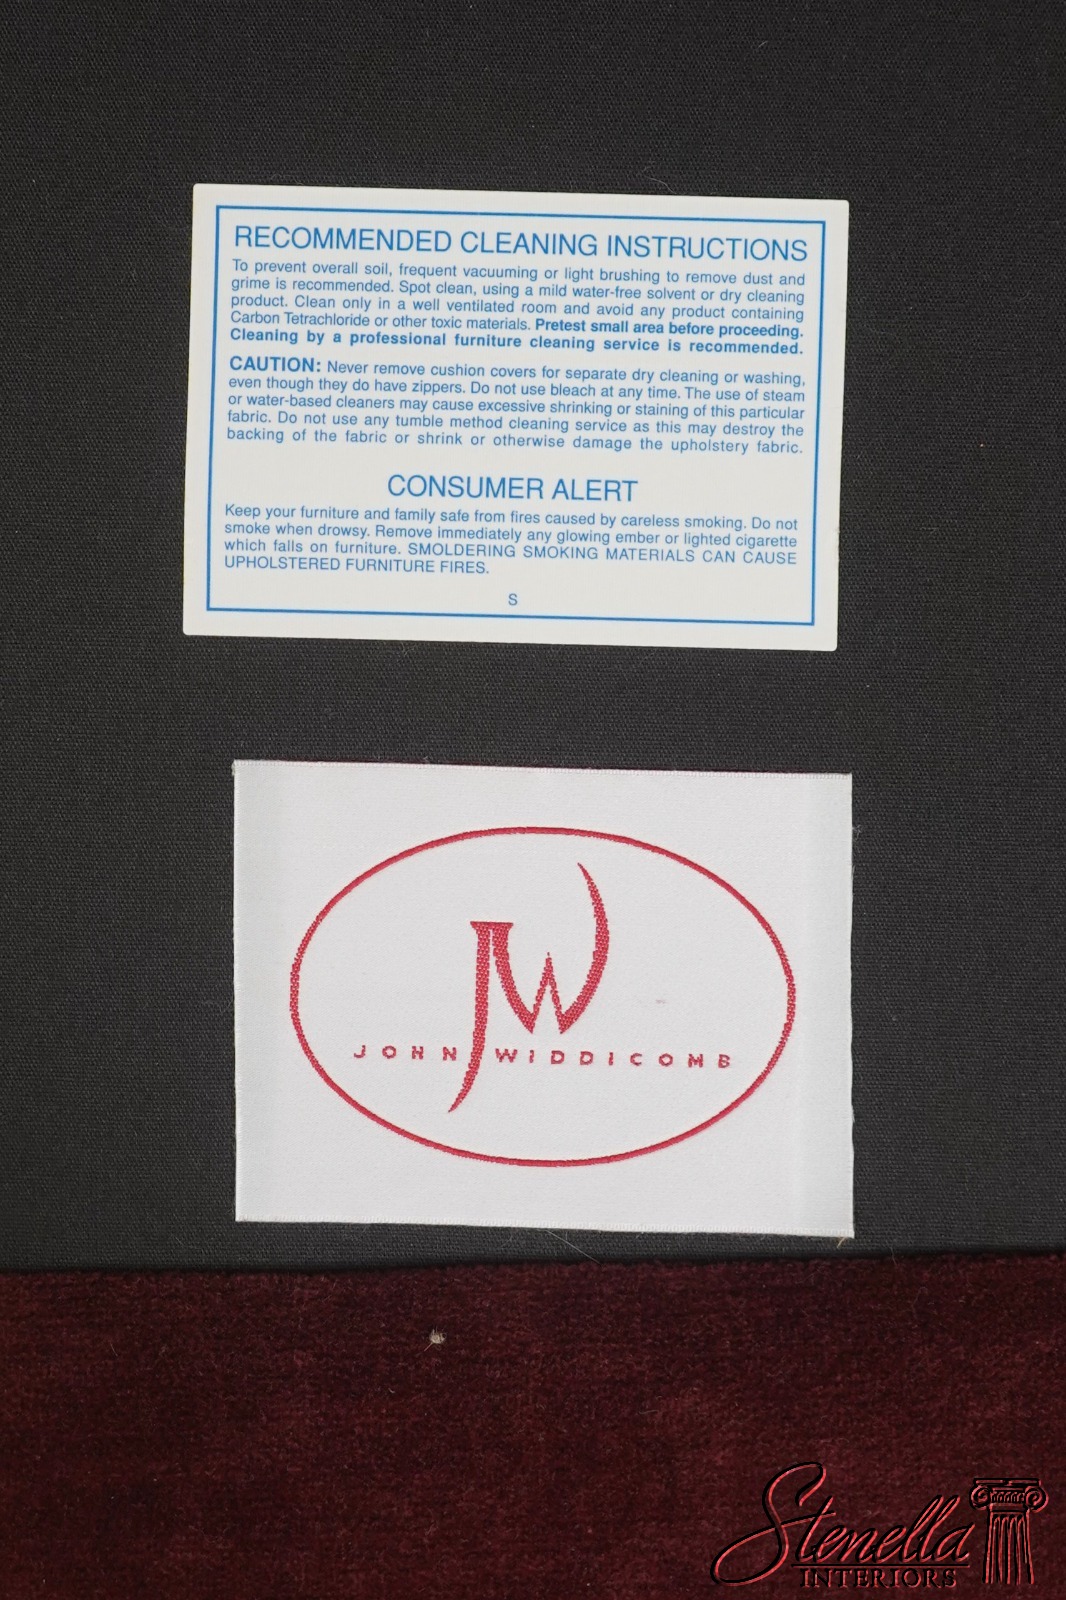 RECOMMENDED CLEANING INSTRUCTIONS
To prevent overall soil, frequent vacuuming or light brushing to remove dust and
grime is recommended. Spot clean, using a mild water-free solvent or dry cleaning
product. Clean only in a well ventilated room and avoid any product containing
Carbon Tetrachloride or other toxic materials. Pretest small area before proceeding.
Cleaning by a professional furniture cleaning service is recommended.
CAUTION: Never remove cushion covers for separate dry cleaning or washing,
even though they do have zippers. Do not use bleach at any time. The use of steam
or water-based cleaners may cause excessive shrinking or staining of this particular
fabric. Do not use any tumble method cleaning service as this may destroy the
backing of the fabric or shrink or otherwise damage the upholstery fabric.
CONSUMER ALERT
Keep your furniture and family safe from fires caused by careless smoking. Do not
smoke when drowsy. Remove immediately any glowing ember or lighted cigarette
which falls on furniture. SMOLDERING SMOKING MATERIALS CAN CAUSE
UPHOLSTERED FURNITURE FIRES.
S
JW
JOHN WIDDICOMB
Stenella
INTERIORS